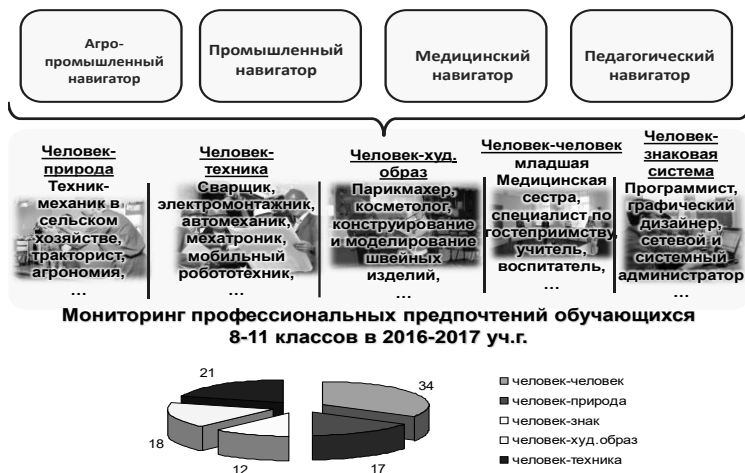 Агро-
промышленный
навигатор
Промышленный
навигатор
Медицинский
навигатор
Педагогический
навигатор
Человек-
природа
Техник-
механик в
сельском
хозяйстве,
тракторист,
агрономия,
…
Человек-
техника
Сварщик,
электромонтажник,
автомеханик,
мехатроник,
мобильный
робототехник,
…
Человек-худ.
образ
Парикмахер,
косметолог,
конструирование
и моделирование
швейных
изделий,
…
Человек-человек
младшая
Медицинская
сестра,
специалист по
гостеприимству,
учитель,
воспитатель,
…
Человек-
знаковая
система
Программист,
графический
дизайнер,
сетевой и
системный
администратор
…
Мониторинг профессиональных предпочтений обучающихся
8-11 классов в 2016-2017 уч.г.
21
34
18
12
17
человек-человек
человек-природа
человек-знак
человек-худ.образ
человек-техника